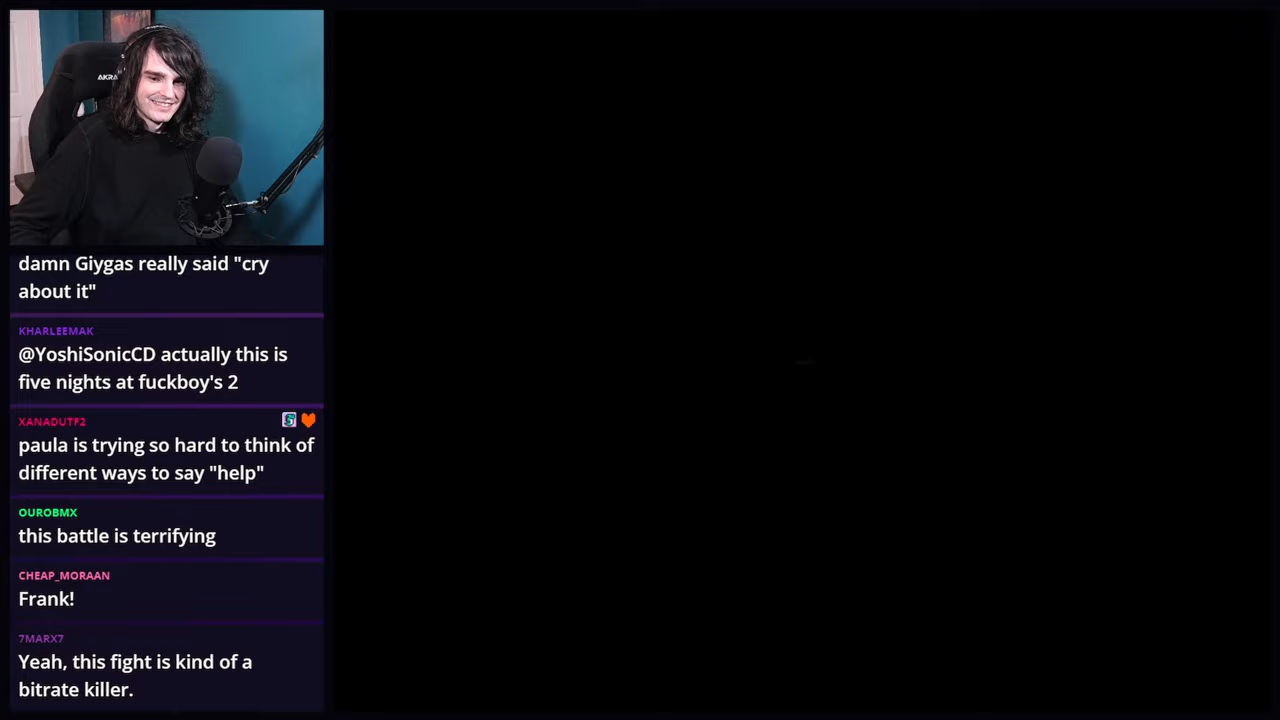 AKRA
damn Giygas really said "cry
about it"
KHARLEEMAK
@YoshiSonicCD actually this is
five nights at fuckboy's 2
XANADUTF2
paula is trying so hard to think of
different ways to say "help"
OUROBMX
this battle is terrifying
CHEAP_MORAAN
Frank!
7MARX7
Yeah, this fight is kind of a
bitrate killer.